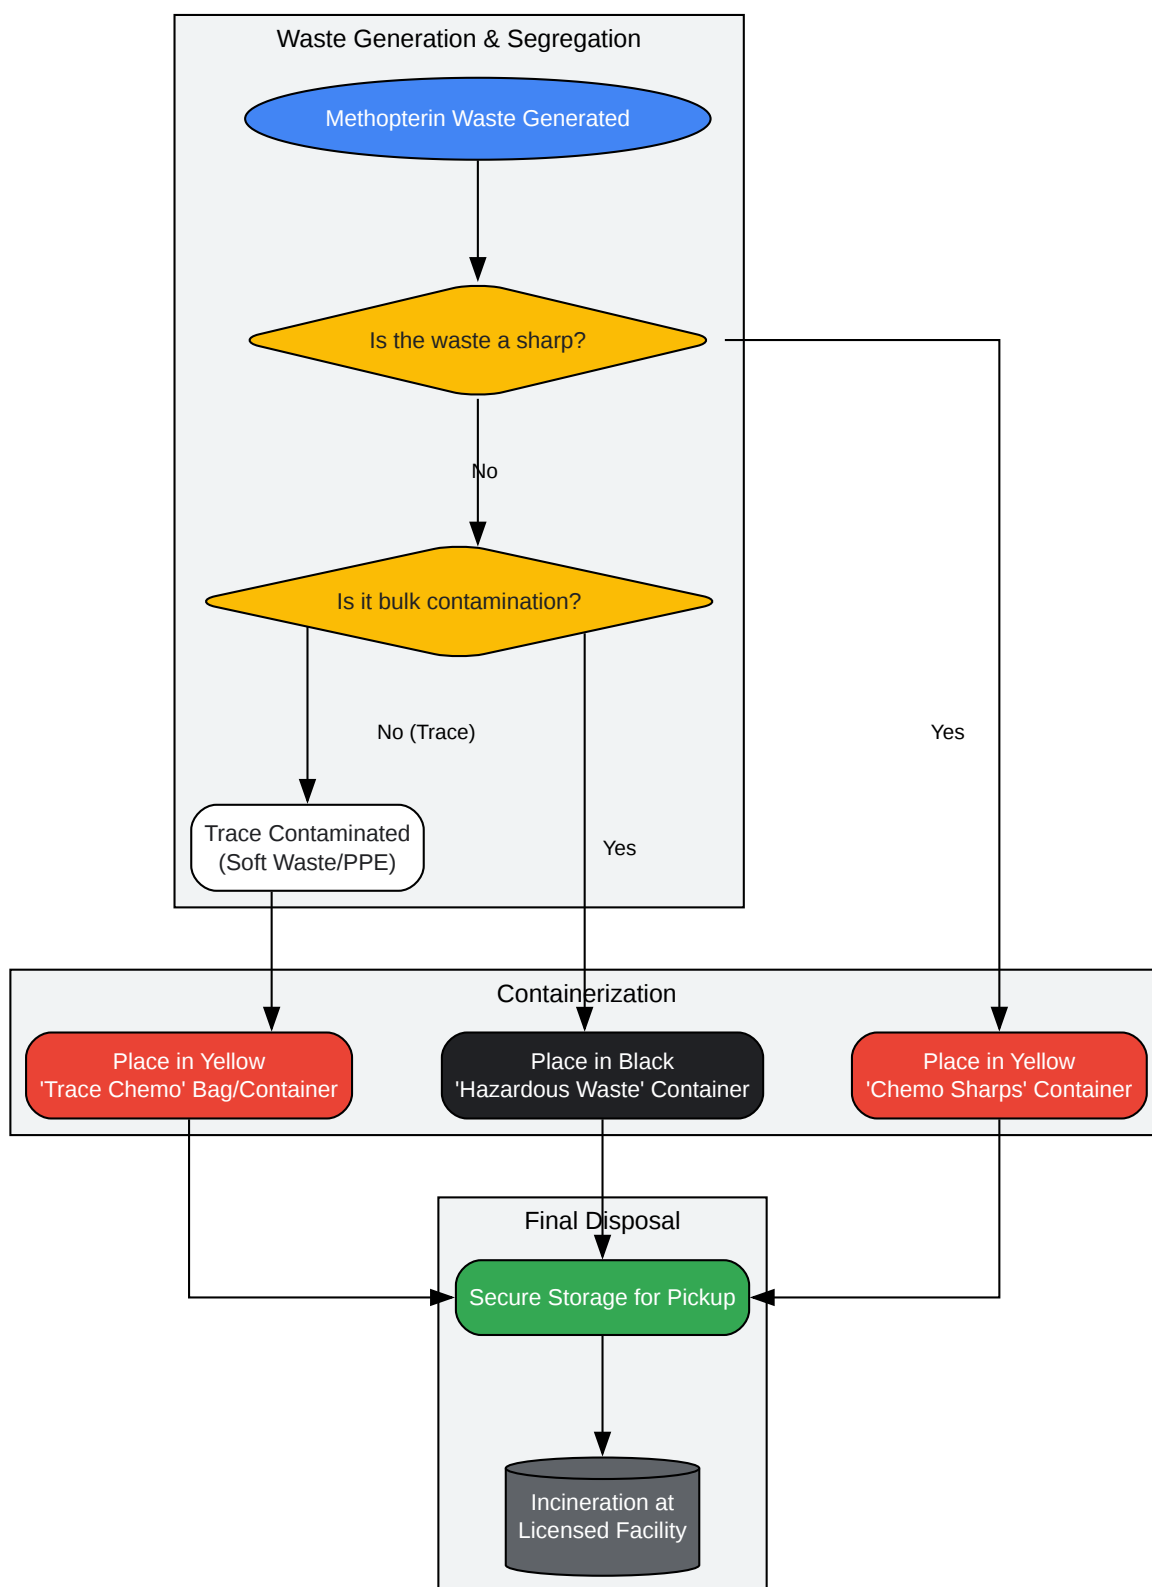 Waste Generation & Segregation
Methopterin Waste Generated
Is the waste a sharp?
No
Is it bulk contamination?
No (Trace)
Yes
Trace Contaminated
(Soft Waste/PPE)
Yes
Containerization
Place in Yellow
'Trace Chemo' Bag/Container
Place in Black
'Hazardous Waste' Container
Place in Yellow
'Chemo Sharps' Container
Final Disposal
Secure Storage for Pickup
Incineration at
Licensed Facility